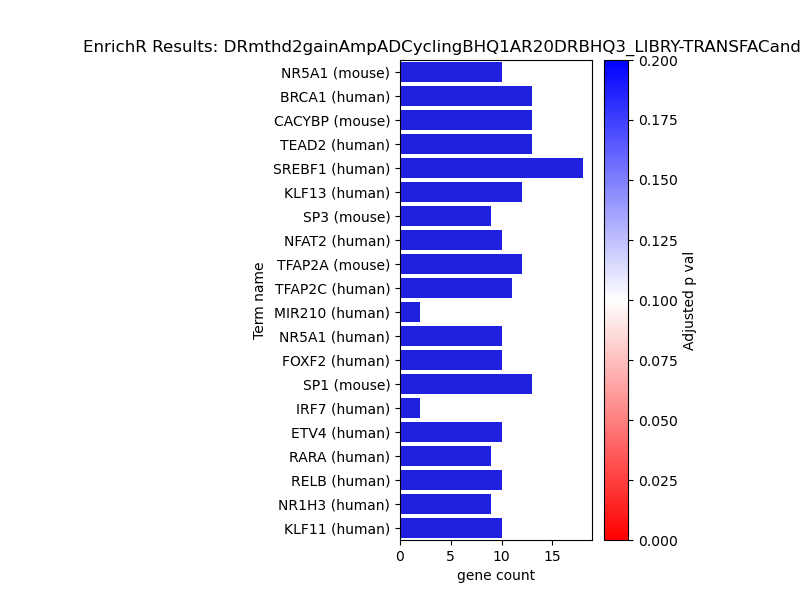 EnrichR Results: DRmthd2gainAmpADCyclingBHQ1AR20DRBHQ3_LIBRY-TRANSFACand
NR5A1 (mouse)
BRCA1 (human)
CACYBP (mouse)
TEAD2 (human)
SREBF1 (human)
KLF13 (human)
SP3 (mouse)
NFAT2 (human)
TFAP2A (mouse)
TFAP2C (human)
MIR210 (human)
NR5A1 (human)
FOXF2 (human)
SP1 (mouse)
IRF7 (human)
ETV4 (human)
RARA (human)
RELB (human)
NR1H3 (human)
KLF11 (human)
Term name
0 5 10 15
gene count
0.200
0.175
0.150
0.125
0.100
0.075
0.050
0.025
0.000
Adjusted p val